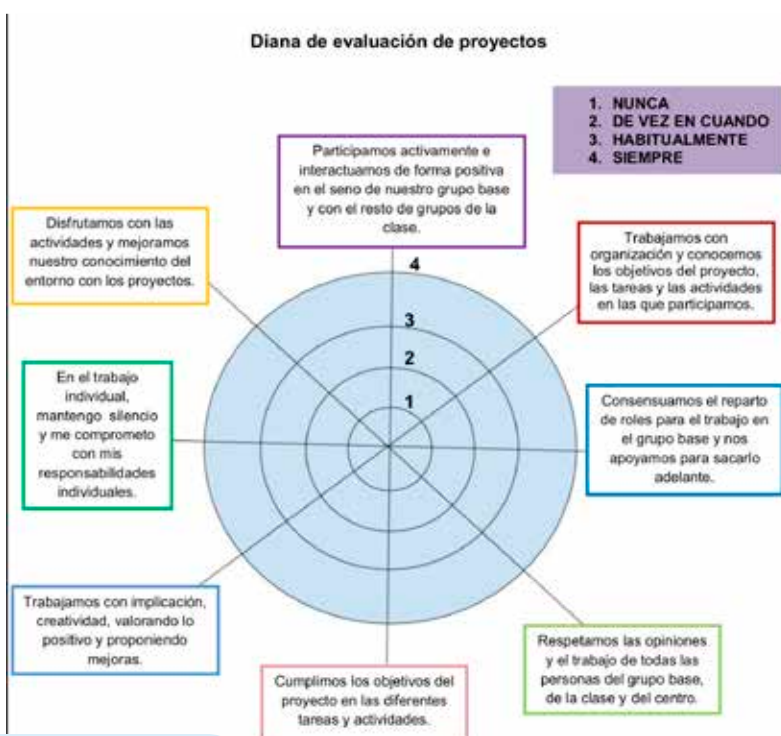 Diana de evaluación de proyectos
1. NUNCA
2. DE VEZ EN CUANDO
3. HABITUALMENTE
4. SIEMPRE
Participamos activamente e
interactuamos de forma positiva
en el seno de nuestro grupo base
y con el resto de grupos de la
clase.
Disfrutamos con las
actividades y mejoramos
nuestro conocimiento del
entorno con los proyectos.
Trabajamos con
organización y conocemos
los objetivos del proyecto,
las tareas y las actividades
en las que participamos.
4
3
2
1
En el trabajo
individual,
mantengo silencio
y me comprometo
con mis
responsabilidades
individuales.
Consensuamos el reparto
de roles para el trabajo en
el grupo base y nos
apoyamos para sacarlo
adelante.
Trabajamos con implicación,
creatividad, valorando lo
positivo y proponiendo
mejoras.
Cumplimos los objetivos del
proyecto en las diferentes
tareas y actividades.
Respetamos las opiniones
y el trabajo de todas las
personas del grupo base,
de la clase y del centro.